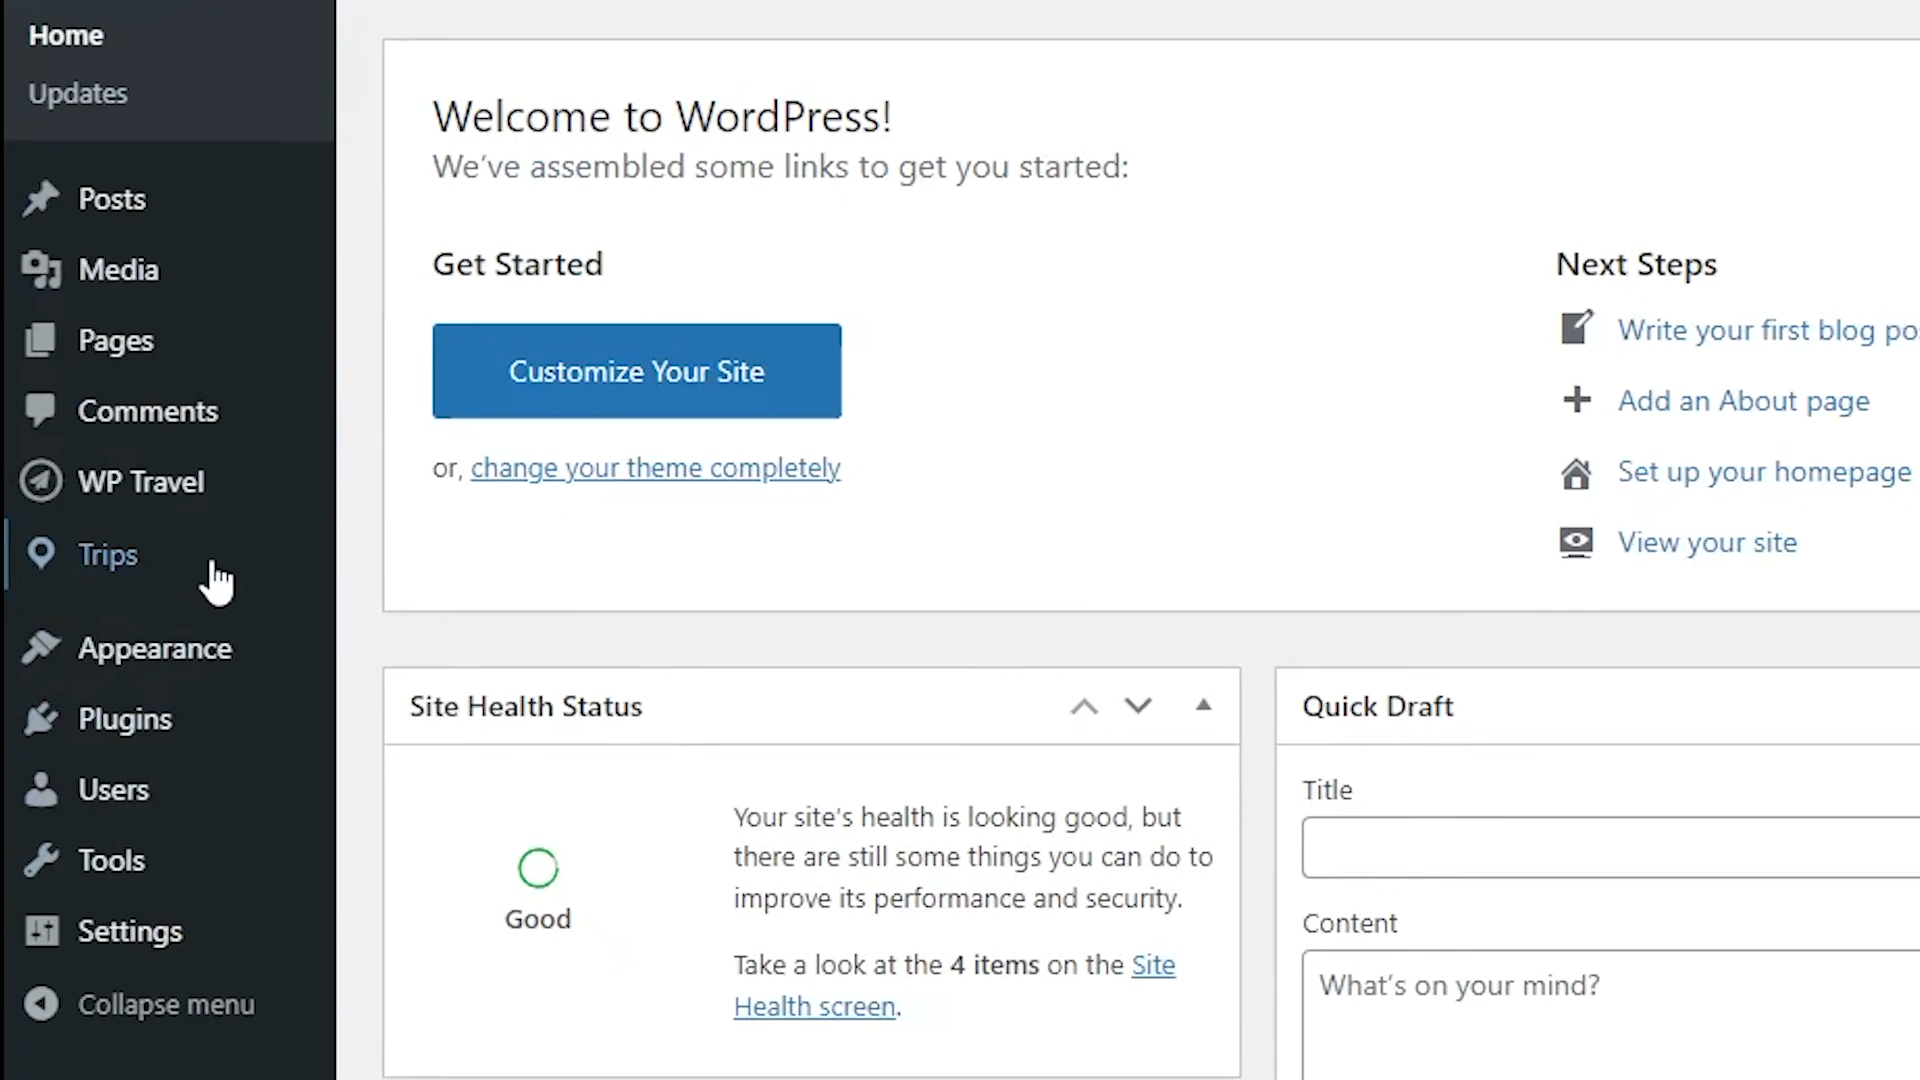 Home
Updates
Posts
Media
Pages
Comments
WP Travel
Trips
Appearance
Plugins
Users
Tools
Settings
Collapse menu
Welcome to WordPress!
We've assembled some links to get you started:
Get Started
Customize Your Site
or, change your theme completely
Next Steps
Write your first blog
Add an About page
Set up your homepage
View your site
Site Health Status
Good
Your site's health is looking good, but
there are still some things you can do to
improve its performance and security.
Take a look at the 4 items on the Site
Health screen.
Quick Draft
Title
Content
What's on your mind?